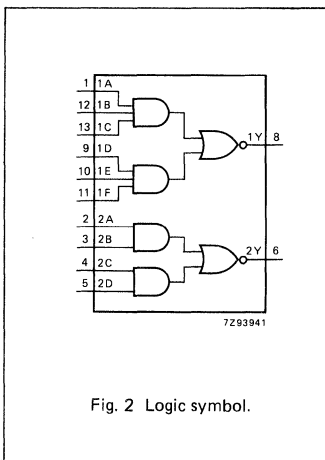 1 1A
12 1B
13 1C
9 1D
10 1E
11 1F
1Y 8
2 2A
3 2B
4 2C
5 2D
2Y 6
7Z93941
Fig. 2 Logic symbol.